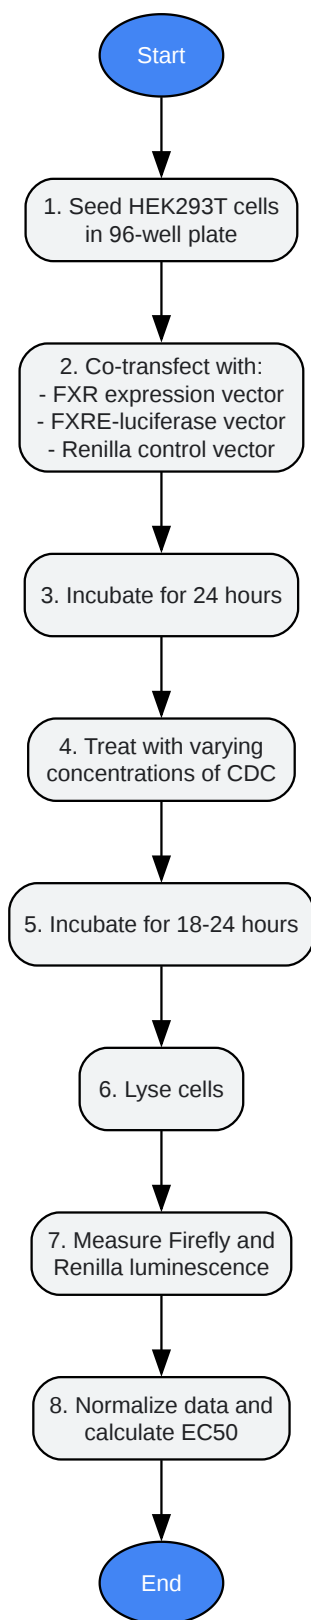 Start
1. Seed HEK293T cells
in 96-well plate
2. Co-transfect with:
- FXR expression vector
- FXRE-luciferase vector
- Renilla control vector
3. Incubate for 24 hours
4. Treat with varying
concentrations of CDC
5. Incubate for 18-24 hours
6. Lyse cells
7. Measure Firefly and
Renilla luminescence
8. Normalize data and
calculate EC50
End